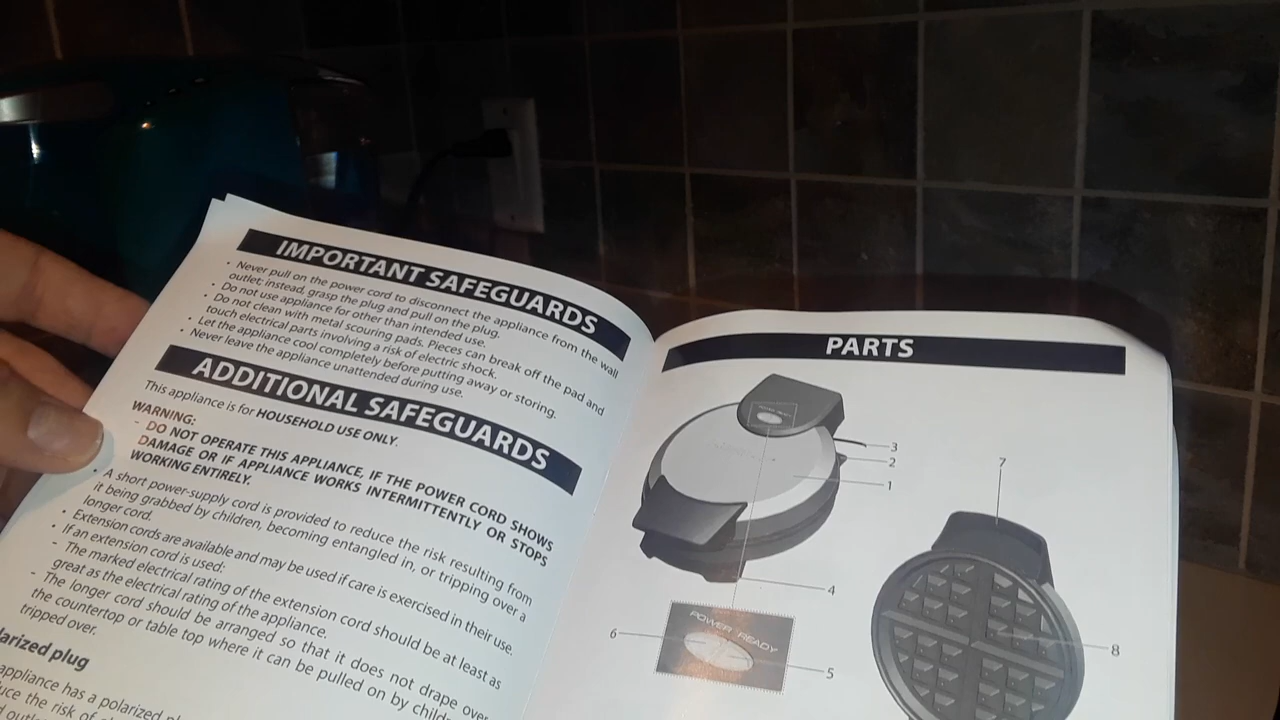 IMPORTANT SAFEGUARDS
• Never pull on the power cord to disconnect the appliance from the wall
outlet; instead, grasp the plug and pull on the plug.
• Do not use appliance for other than intended use.
• Do not clean with metal scouring pads. Pieces can break off the pad and
touch electrical parts involving a risk of electric shock.
• Let the appliance cool completely before putting away or storing.
• Never leave the appliance unattended during use.
ADDITIONAL SAFEGUARDS
This appliance is for HOUSEHOLD USE ONLY.
WARNING:
- DO NOT OPERATE THIS APPLIANCE, IF THE POWER CORD SHOWS
DAMAGE OR IF APPLIANCE WORKS INTERMITTENTLY OR STOPS
WORKING ENTIRELY.
• A short power-supply cord is provided to reduce the risk resulting from
it being grabbed by children, becoming entangled in, or tripping over a
longer cord.
• Extension cords are available and may be used if care is exercised in their use.
• If an extension cord is used:
- The marked electrical rating of the extension cord should be at least as
great as the electrical rating of the appliance.
- The longer cord should be arranged so that it does not drape over
the countertop or table top where it can be pulled on by
tripped over.
plug
appliance has a polarized
the risk of
PARTS
3
2
1
7
4
POWER READY
6
5
8